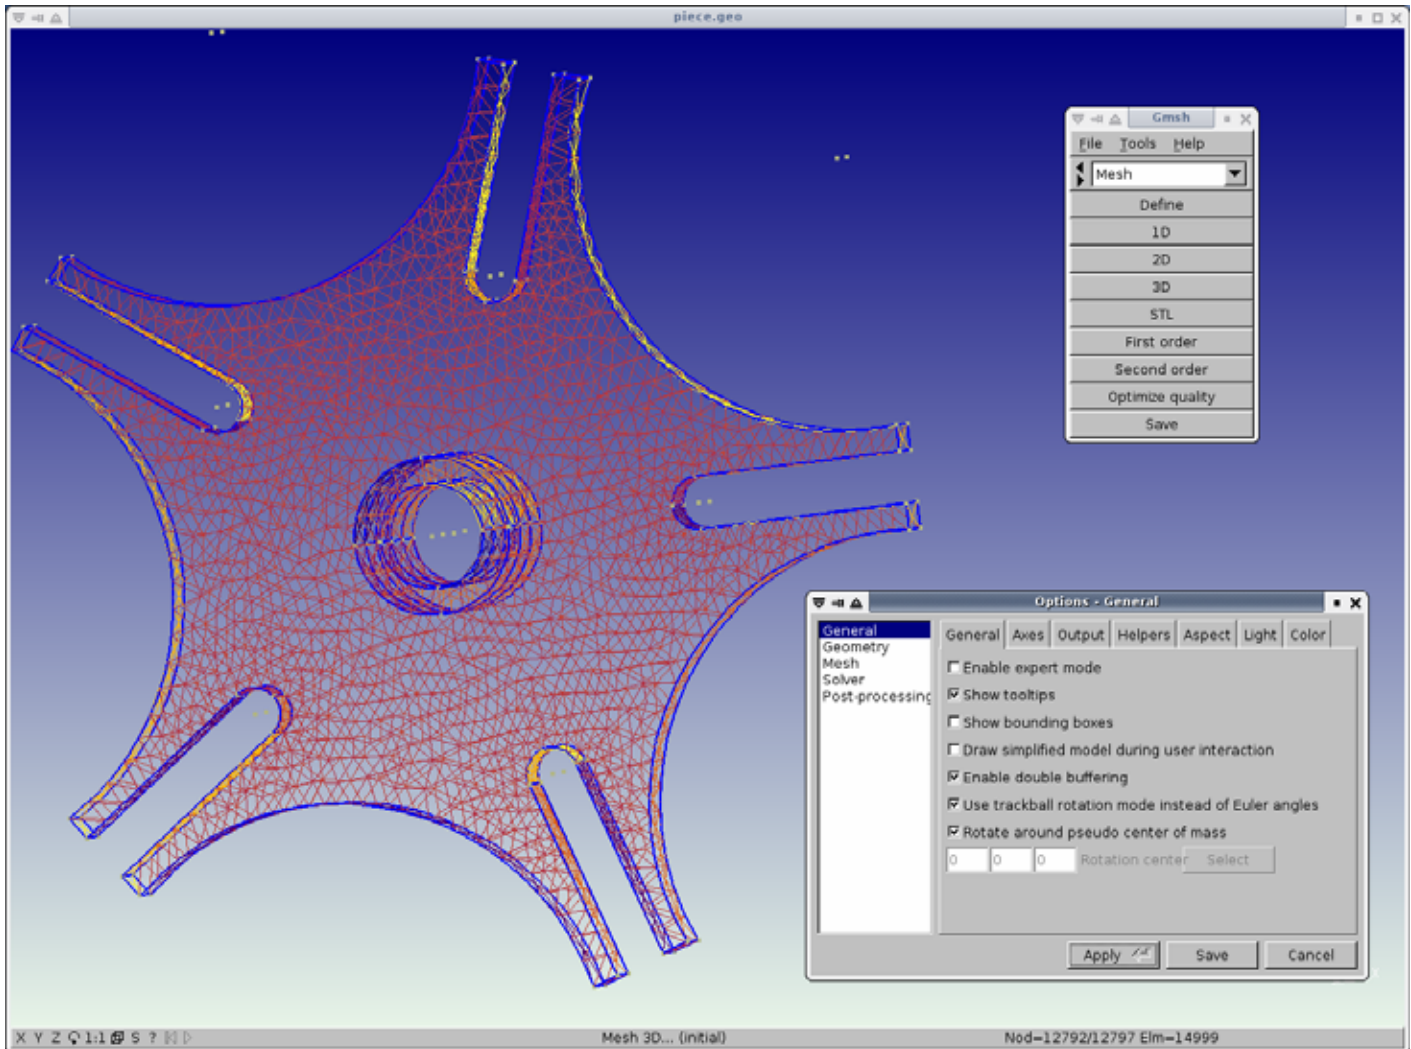 piece.geo
Gmsh
File Tools Help
Mesh
Define
1D
2D
3D
STL
First order
Second order
Optimize quality
Save
Options - General
General
Geometry
Mesh
Solver
Post-processing
General Axes Output Helpers Aspect Light Color
Enable expert mode
Show tooltips
Show bounding boxes
Draw simplified model during user interaction
Enable double buffering
Use trackball rotation mode instead of Euler angles
Rotate around pseudo center of mass
0 0 0 Rotation center Select
Apply Save Cancel
X Y Z 1:1 S ? Mesh 3D... (initial) Nod=12792/12797 Elm=14999